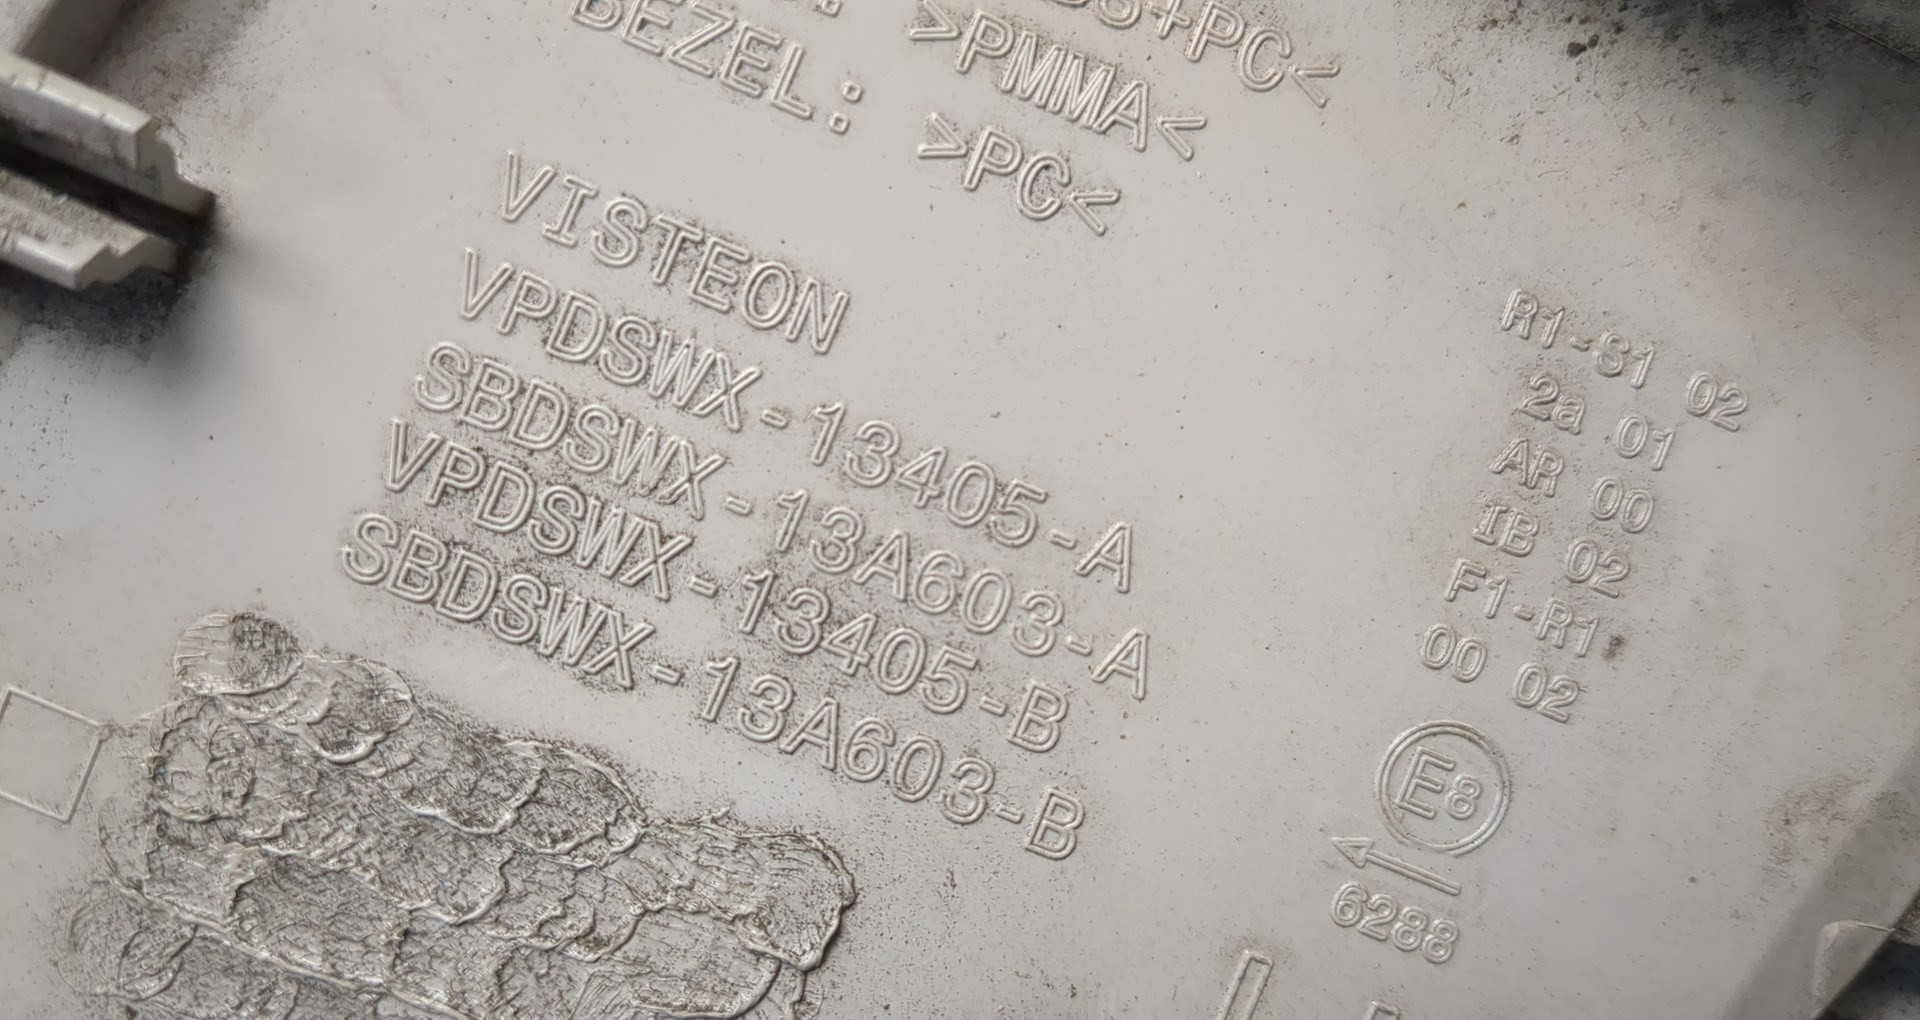 >PMMA<
BEZEL: >PC<
VISTEON
VPDSWX-13405-A
SBDSWX-13A603-A
VPDSWX-13405-B
SBDSWX-13A603-B
R1-S1 02
2a 01
AR 00
IB 02
F1-R1
00 02
E8
6288